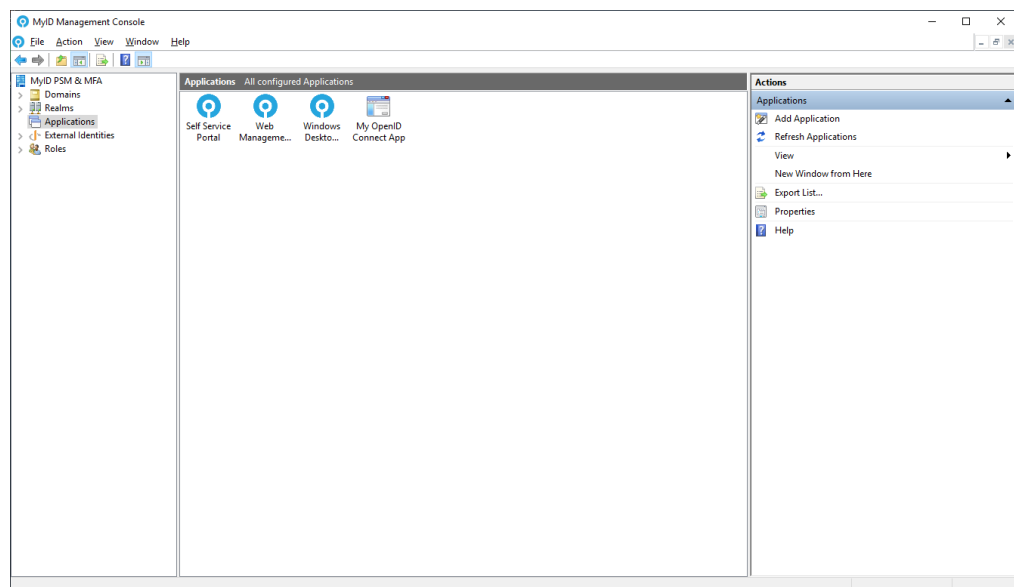 MyID Management Console
File Action View Window Help
MyID PSM & MFA
Domains
Realms
Applications
External Identities
Roles
Applications All configured Applications
Self Service Portal
Web Manageme...
Windows Deskto...
My OpenID Connect App
Actions
Applications
Add Application
Refresh Applications
View
New Window from Here
Export List...
Properties
Help